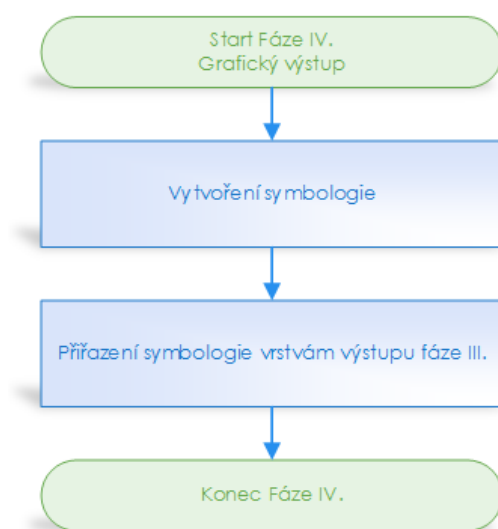 Start Fáze IV.
Grafický výstup
Vytvoření symbologie
Přiřazení symbologie vrstvám výstupu fáze III.
Konec Fáze IV.